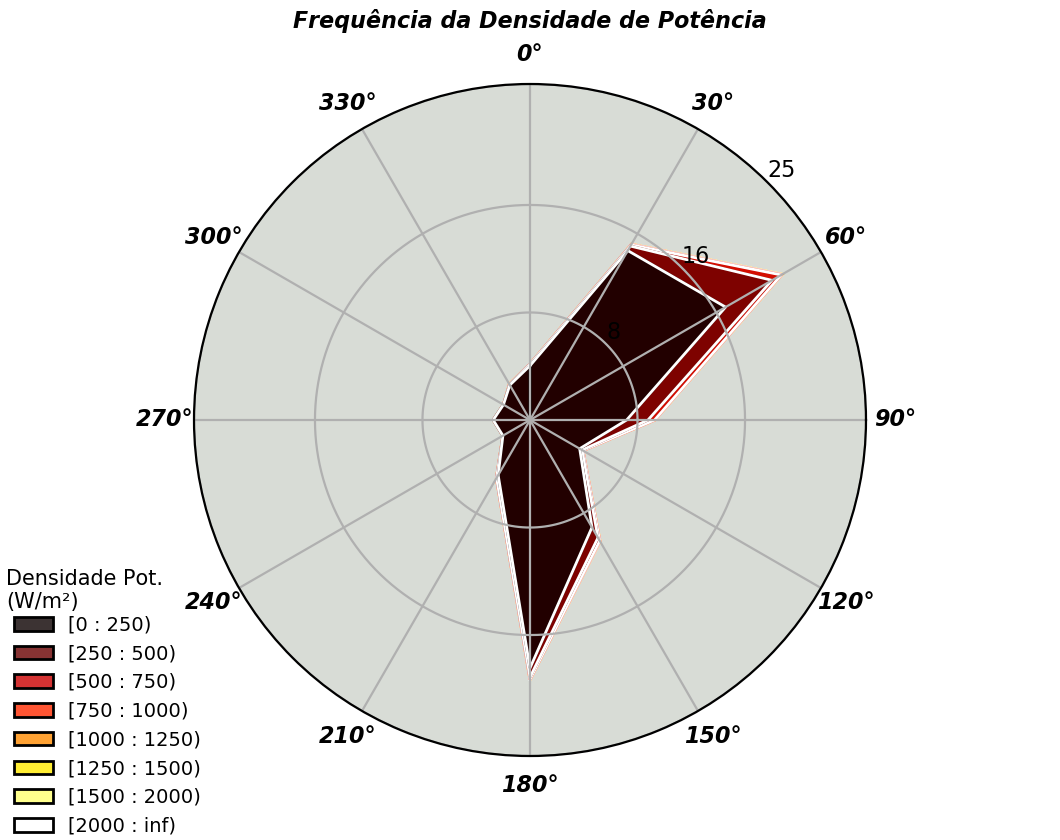 Frequência da Densidade de Potência
0°
330°
30°
25
300°
60°
16
8
270°
90°
240°
120°
210°
150°
180°
Densidade Pot.
(W/m²)
[0 : 250)
[250 : 500)
[500 : 750)
[750 : 1000)
[1000 : 1250)
[1250 : 1500)
[1500 : 2000)
[2000 : inf)